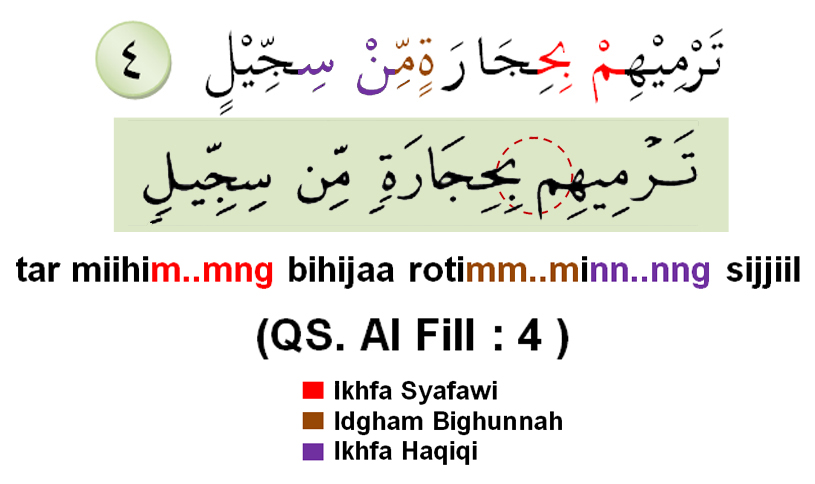 تَرْمِيْهِمْ بِحِجَارَةٍ مِّنْ سِجِّيْلٍ ٤
تَرْمِيهِم بِحِجَارَةٍ مِّن سِجِّيلٍ
tar miihim..mng bihijaa rotimm..minn..nng sijjiil
(QS. Al Fill : 4 )
Ikhfa Syafawi
Idgham Bighunnah
Ikhfa Haqiqi